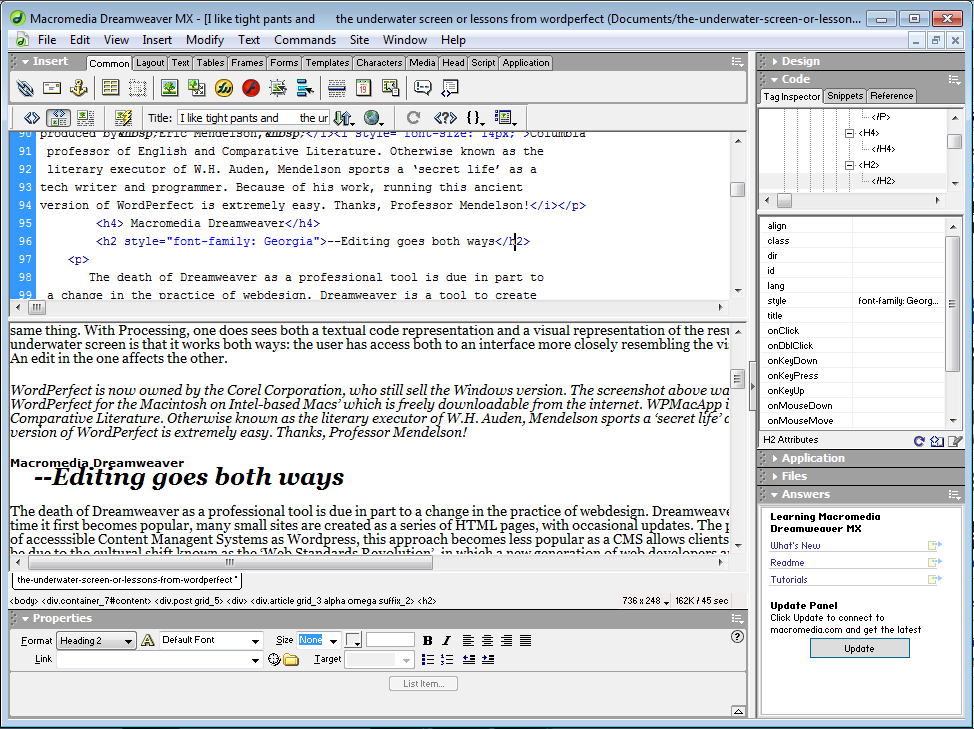 Macromedia Dreamweaver MX - [I like tight pants and the underwater screen or lessons from wordperfect (Documents/the-underwater-screen-or-lesson...
File Edit View Insert Modify Text Commands Site Window Help
Insert Common Layout Text Tables Frames Forms Templates Characters Media Head Script Application
Title: I like tight pants and the ur
90 produced by&nbsp;Eric Mendelson,&nbsp;</i><i style="font-size: 14px;">Columbia
91 professor of English and Comparative Literature. Otherwise known as the
92 literary executor of W.H. Auden, Mendelson sports a ‘secret life’ as a
93 tech writer and programmer. Because of his work, running this ancient
94 version of WordPerfect is extremely easy. Thanks, Professor Mendelson!</i></p>
95 <h4> Macromedia Dreamweaver</h4>
96 <h2 style="font-family: Georgia">--Editing goes both ways</h2>
97 <p>
98 The death of Dreamweaver as a professional tool is due in part to
99 a change in the practice of webdesign. Dreamweaver is a tool to create
same thing. With Processing, one does sees both a textual code representation and a visual representation of the resu
underwater screen is that it works both ways: the user has access both to an interface more closely resembling the vi
An edit in the one affects the other.
WordPerfect is now owned by the Corel Corporation, who still sell the Windows version. The screenshot above wa
WordPerfect for the Macintosh on Intel-based Macs’ which is freely downloadable from the internet. WPMacApp i
Comparative Literature. Otherwise known as the literary executor of W.H. Auden, Mendelson sports a ‘secret life’ a
version of WordPerfect is extremely easy. Thanks, Professor Mendelson!
Macromedia Dreamweaver
--Editing goes both ways
The death of Dreamweaver as a professional tool is due in part to a change in the practice of webdesign. Dreamweave
time it first becomes popular, many small sites are created as a series of HTML pages, with occasional updates. The p
of accesssible Content Managent Systems as Wordpress, this approach becomes less popular as a CMS allows clients
be due to the cultural shift known as the ‘Web Standards Revolution’, in which a new generation of web developers a
the-underwater-screen-or-lessons-from-wordperfect*
<body> <div.container_7#content> <div.post grid_5> <div> <div.article grid_3 alpha omega suffix_2> <h2> 736 x 248 162K / 45 sec
Properties
Format Heading 2 Default Font Size None B I
Link Target
List Item...
Design
Code
Tag Inspector Snippets Reference
</P>
<H4>
</H4>
<H2>
</H2>
align
class
dir
id
lang
style font-family: Georg...
title
onClick
onDblClick
onKeyDown
onKeyPress
onKeyUp
onMouseDown
onMouseMove
H2 Attributes
Application
Files
Answers
Learning Macromedia
Dreamweaver MX
What's New
Readme
Tutorials
Update Panel
Click Update to connect to
macromedia.com and get the latest
Update